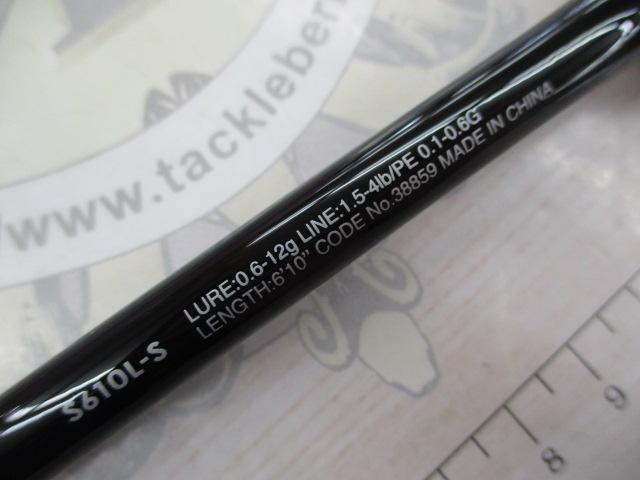 www.tackleber
S610L-S
LURE:0.6-12g LINE:1.5-4lb/PE 0.1-0.6G
LENGTH:6'10" CODE No.38859 MADE IN CHINA
8
9